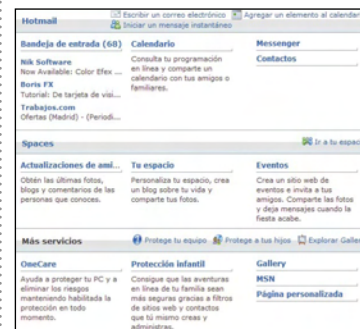 Hotmail
Escribir un correo electrónico Agregar un elemento al calendar
Iniciar un mensaje instantáneo
Bandeja de entrada (68)
Nik Software
Now Available: Color Efex ...
Boris FX
Tutorial: De tarjeta de visi...
Trabajos.com
Ofertas (Madrid) - (Periodi...
Calendario
Consulta tu programación
en línea y comparte un
calendario con tus amigos o
familiares.
Messenger
Contactos
Spaces
Ir a tu espac
Actualizaciones de ami...
Obtén las últimas fotos,
blogs y comentarios de las
personas que conoces.
Tu espacio
Personaliza tu espacio, crea
un blog sobre tu vida y
comparte tus fotos.
Eventos
Crea un sitio web de
eventos e invita a tus
amigos. Comparte las fotos
y deja mensajes cuando la
fiesta acabe.
Más servicios
Protege tu equipo Protege a tus hijos Explorar Galler
OneCare
Ayuda a proteger tu PC y a
eliminar los riesgos
manteniendo habilitada la
protección en todo
momento.
Protección infantil
Consigue que las aventuras
en línea de tu familia sean
más seguras gracias a filtros
de sitios web y contactos
que tú mismo creas y
administras.
Gallery
MSN
Página personalizada